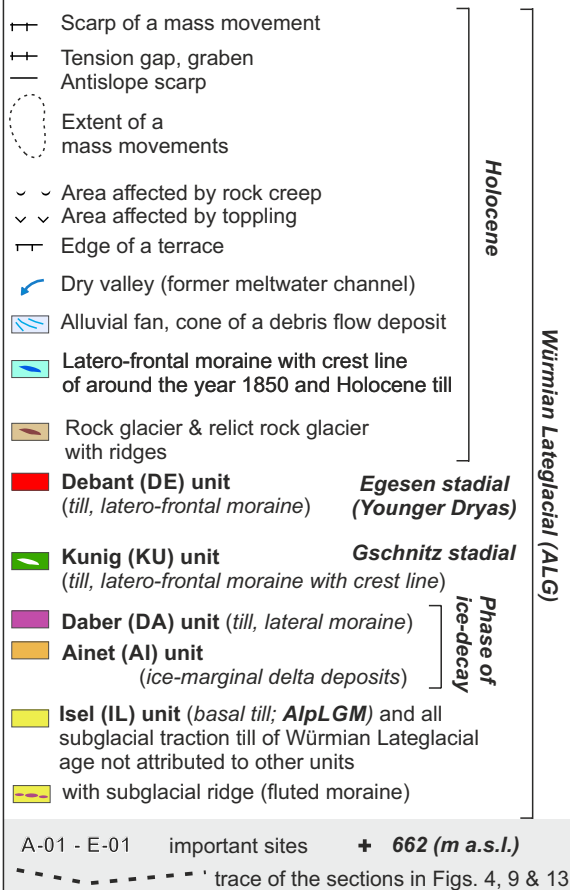 Scarp of a mass movement
Tension gap, graben
Antislope scarp
Extent of a
mass movements
Area affected by rock creep
Area affected by toppling
Edge of a terrace
Dry valley (former meltwater channel)
Alluvial fan, cone of a debris flow deposit
Latero-frontal moraine with crest line
of around the year 1850 and Holocene till
Rock glacier & relict rock glacier
with ridges
Holocene
Debant (DE) unit
(till, latero-frontal moraine)
Egesen stadial
(Younger Dryas)
Kunig (KU) unit
(till, latero-frontal moraine with crest line)
Gschnitz stadial
Daber (DA) unit (till, lateral moraine)
Ainet (AI) unit
(ice-marginal delta deposits)
Phase of
ice-decay
Isel (IL) unit (basal till; AlpLGM) and all
subglacial traction till of Würmian Lateglacial
age not attributed to other units
with subglacial ridge (fluted moraine)
Würmian Lateglacial (ALG)
A-01 - E-01 important sites + 662 (m a.s.l.)
trace of the sections in Figs. 4, 9 & 13